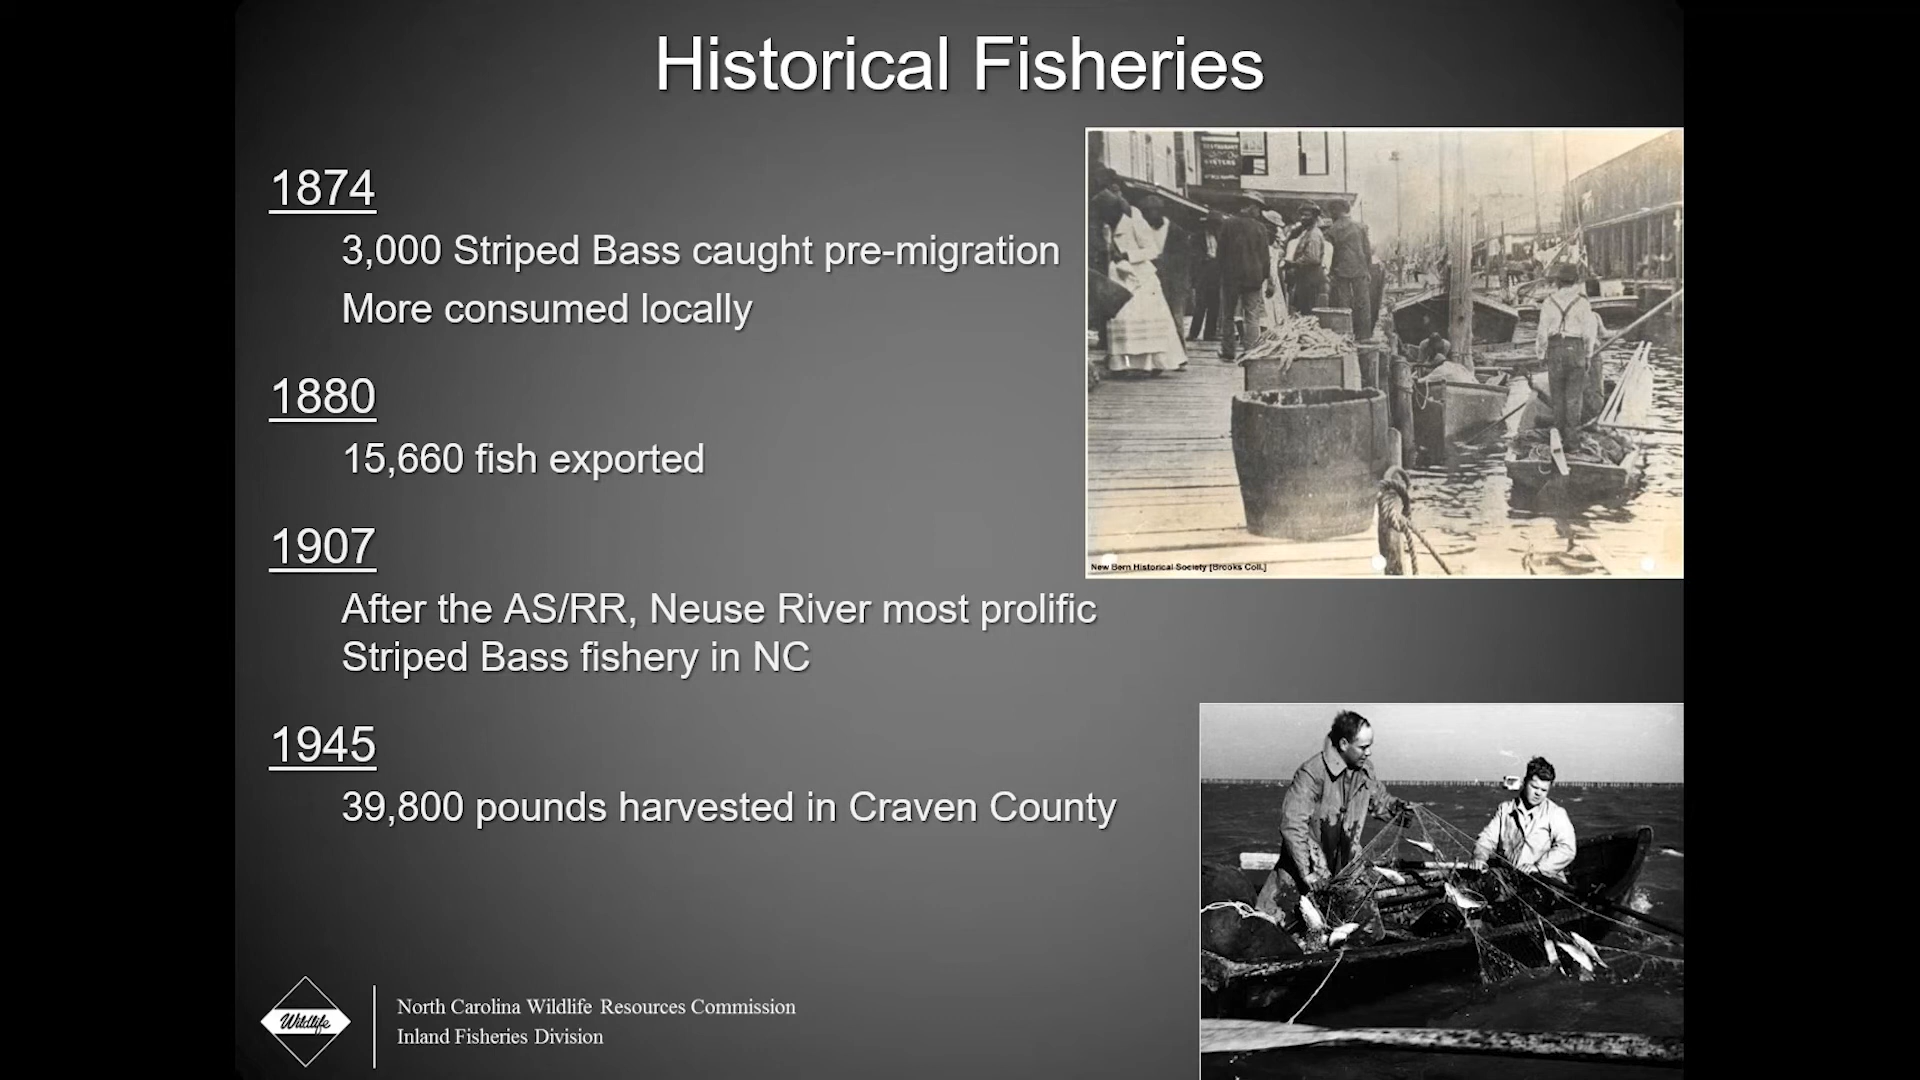 Historical Fisheries
1874
3,000 Striped Bass caught pre-migration
More consumed locally
1880
15,660 fish exported
1907
After the AS/RR, Neuse River most prolific
Striped Bass fishery in NC
1945
39,800 pounds harvested in Craven County
RESTAURANT
OYSTERS
New Bern Historical Society [Brooks Coll.]
Wildlife
North Carolina Wildlife Resources Commission
Inland Fisheries Division